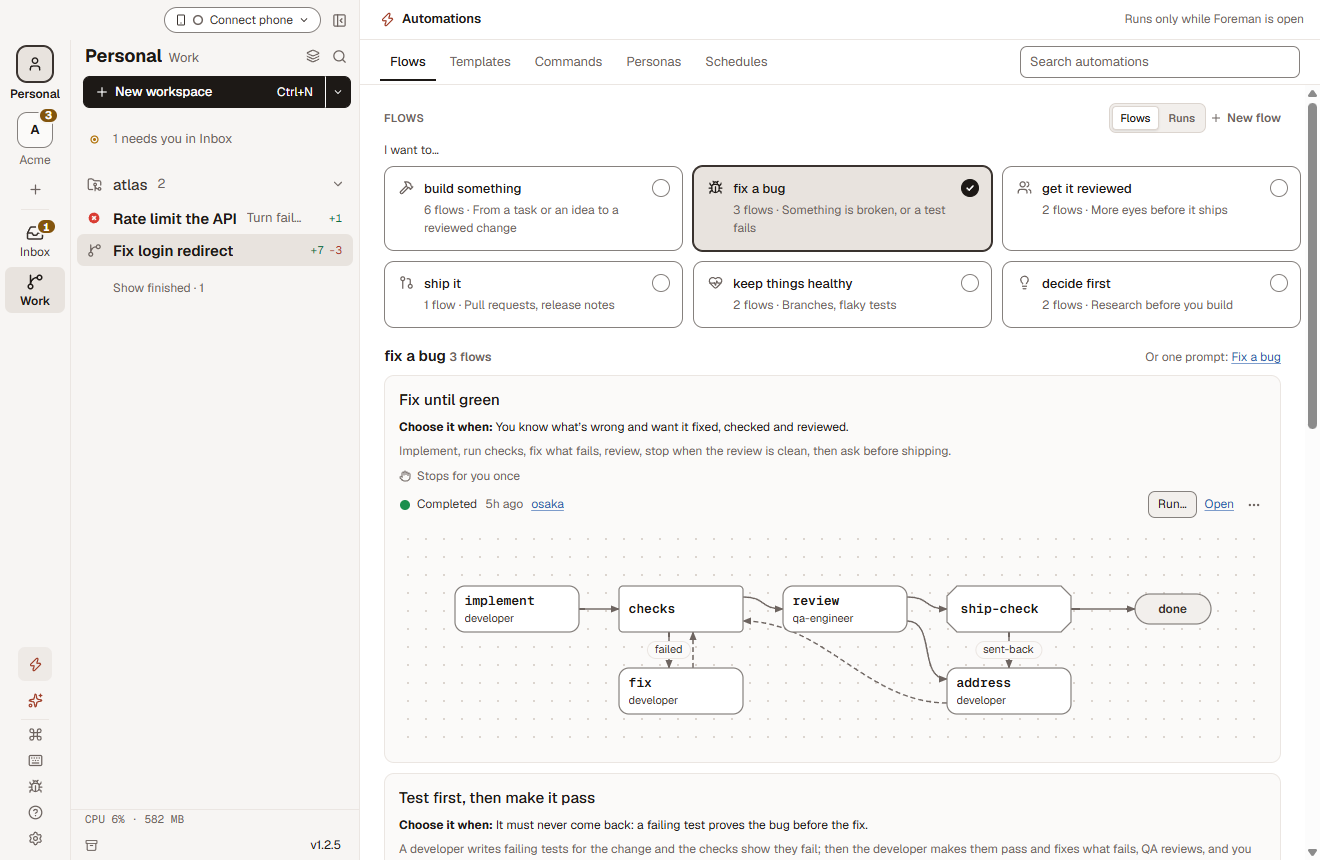 Connect phone
Personal
3
A
Acme
1
Inbox
Work
Personal Work
New workspace Ctrl+N
1 needs you in Inbox
atlas 2
Rate limit the API Turn fail... +1
Fix login redirect +7 -3
Show finished · 1
CPU 6% · 582 MB
v1.2.5
Automations
Runs only while Foreman is open
Flows Templates Commands Personas Schedules
Search automations
FLOWS
Flows Runs + New flow
I want to...
build something
6 flows · From a task or an idea to a
reviewed change
fix a bug
3 flows · Something is broken, or a test
fails
get it reviewed
2 flows · More eyes before it ships
ship it
1 flow · Pull requests, release notes
keep things healthy
2 flows · Branches, flaky tests
decide first
2 flows · Research before you build
fix a bug 3 flows
Or one prompt: Fix a bug
Fix until green
Choose it when: You know what's wrong and want it fixed, checked and reviewed.
Implement, run checks, fix what fails, review, stop when the review is clean, then ask before shipping.
Stops for you once
Completed 5h ago osaka
Run... Open ...
implement
developer
checks
review
qa-engineer
ship-check
done
failed
sent-back
fix
developer
address
developer
Test first, then make it pass
Choose it when: It must never come back: a failing test proves the bug before the fix.
A developer writes failing tests for the change and the checks show they fail; then the developer makes them pass and fixes what fails, QA reviews, and you